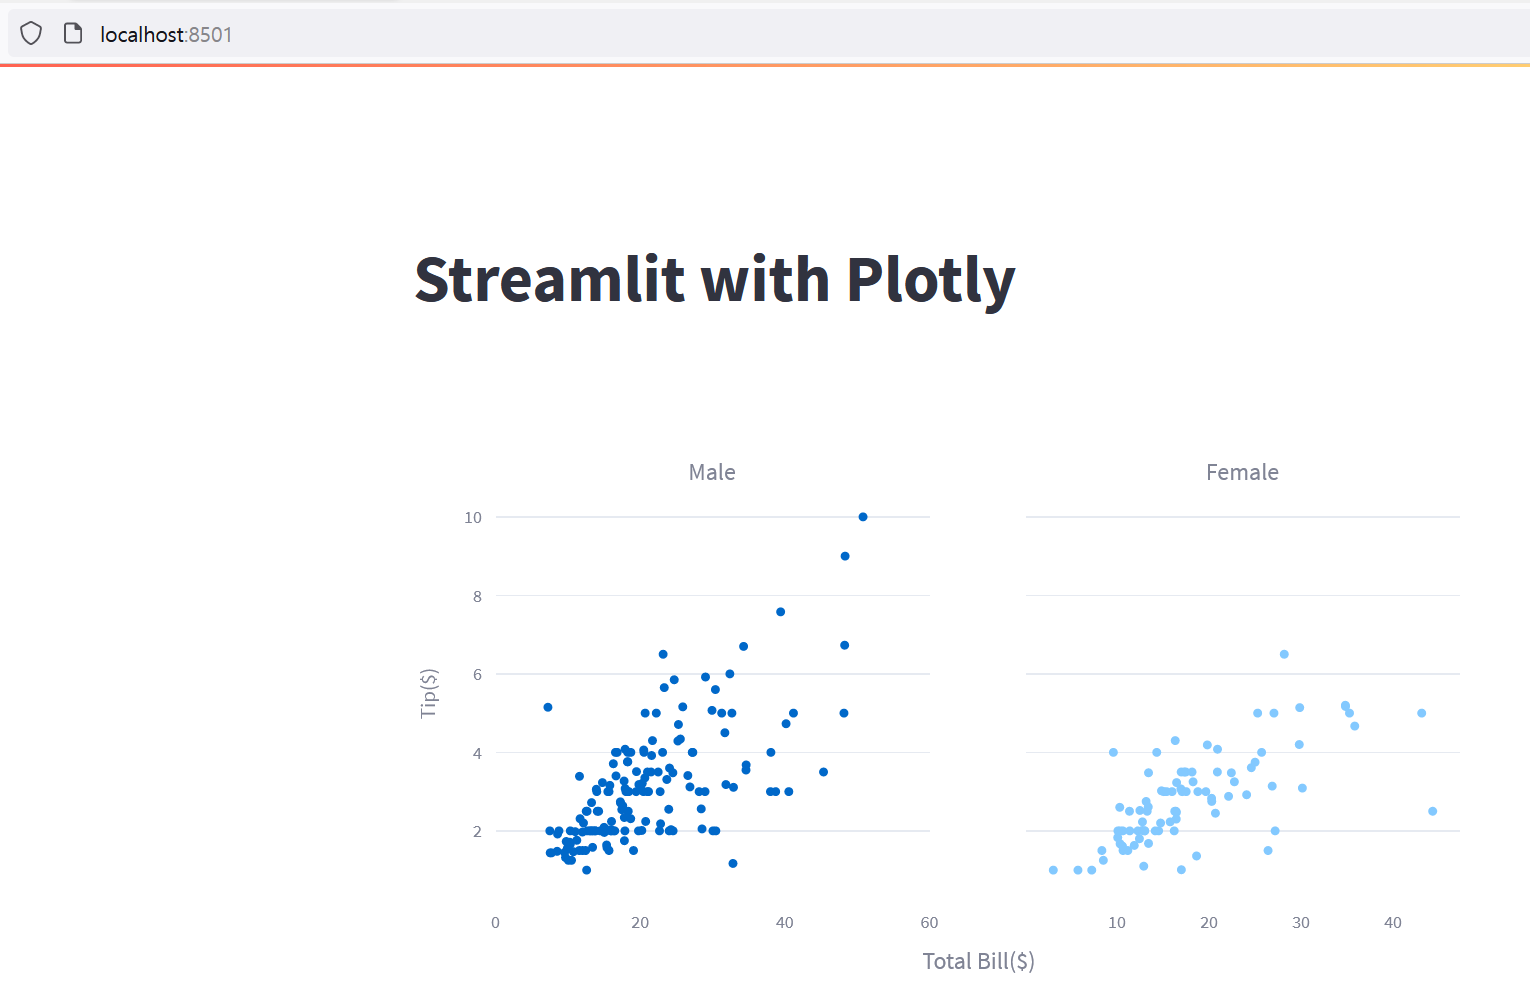 localhost:8501
Streamlit with Plotly
Male Female
10
8
6
4
2
Tip($)
0 20 40 60 10 20 30 40
Total Bill($)